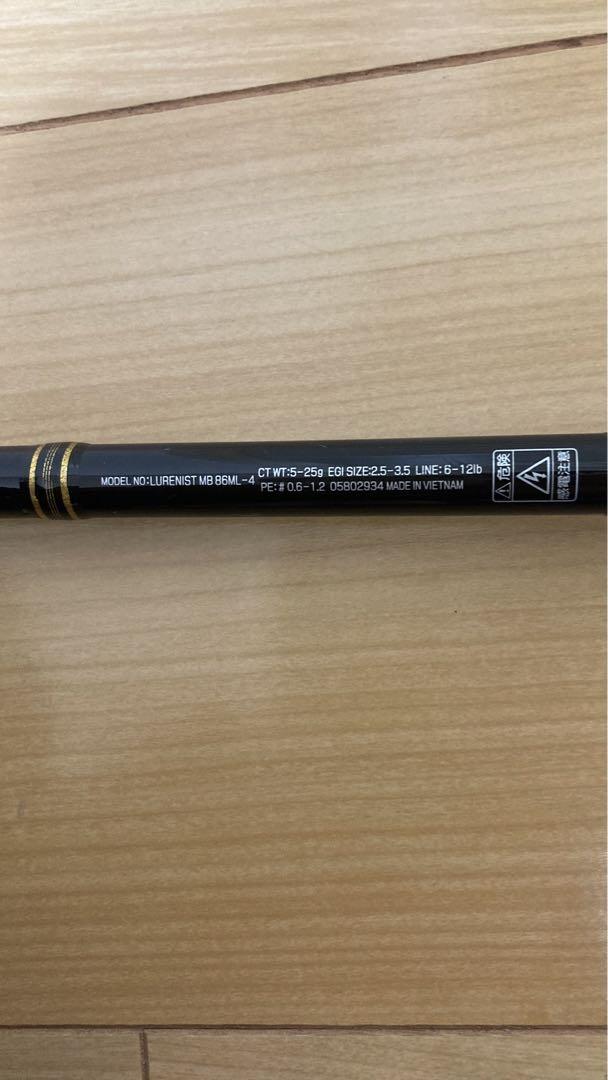 MODEL NO:LURENIST MB 86ML-4
CT WT:5-25g EGI SIZE:2.5-3.5 LINE:6-12lb
PE:#0.6-1.2 05802934 MADE IN VIETNAM
危険
感電注意